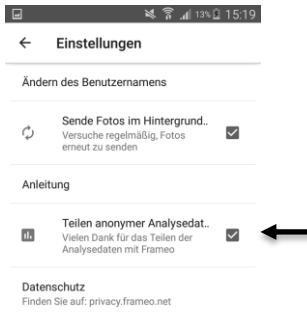 13% 15:19
Einstellungen
Ändern des Benutzernamens
Sende Fotos im Hintergrund..
Versuche regelmäßig, Fotos
erneut zu senden
Anleitung
Teilen anonymer Analysedat..
Vielen Dank für das Teilen der
Analysedaten mit Frameo
Datenschutz
Finden Sie auf: privacy.frameo.net